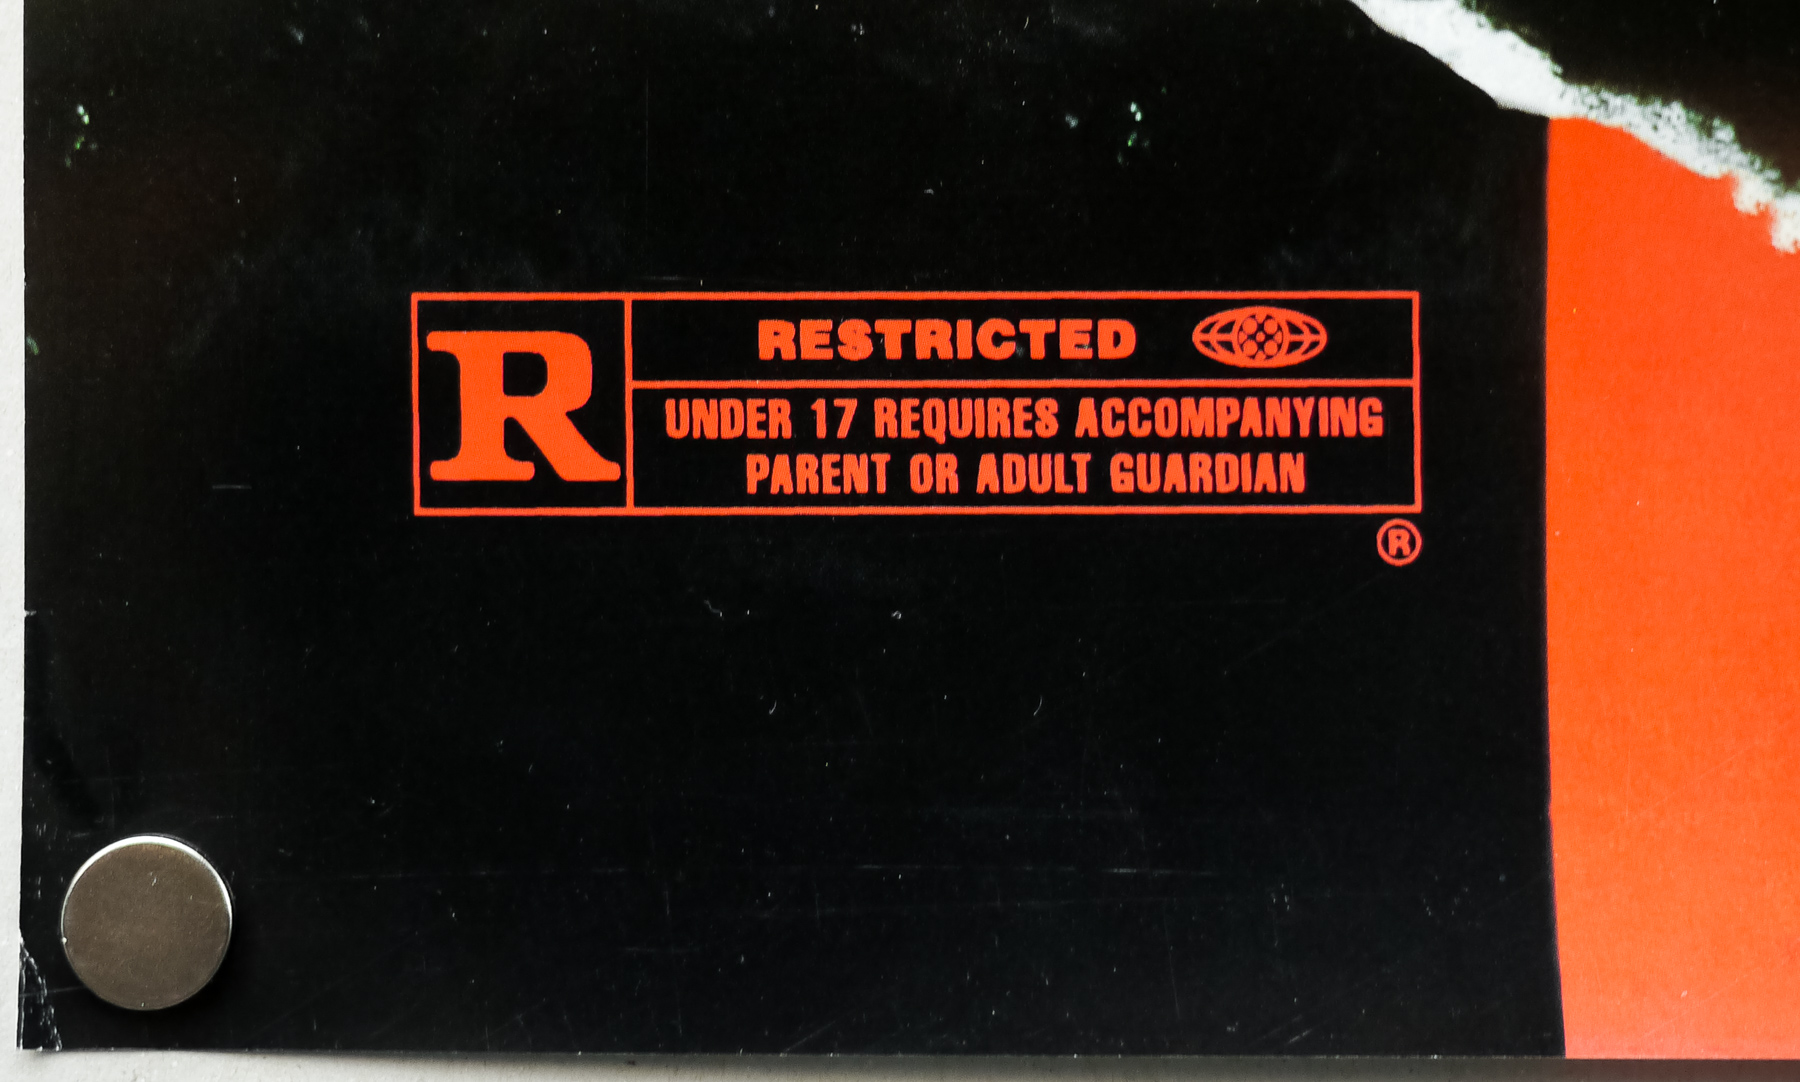 R
RESTRICTED
UNDER 17 REQUIRES ACCOMPANYING
PARENT OR ADULT GUARDIAN
®